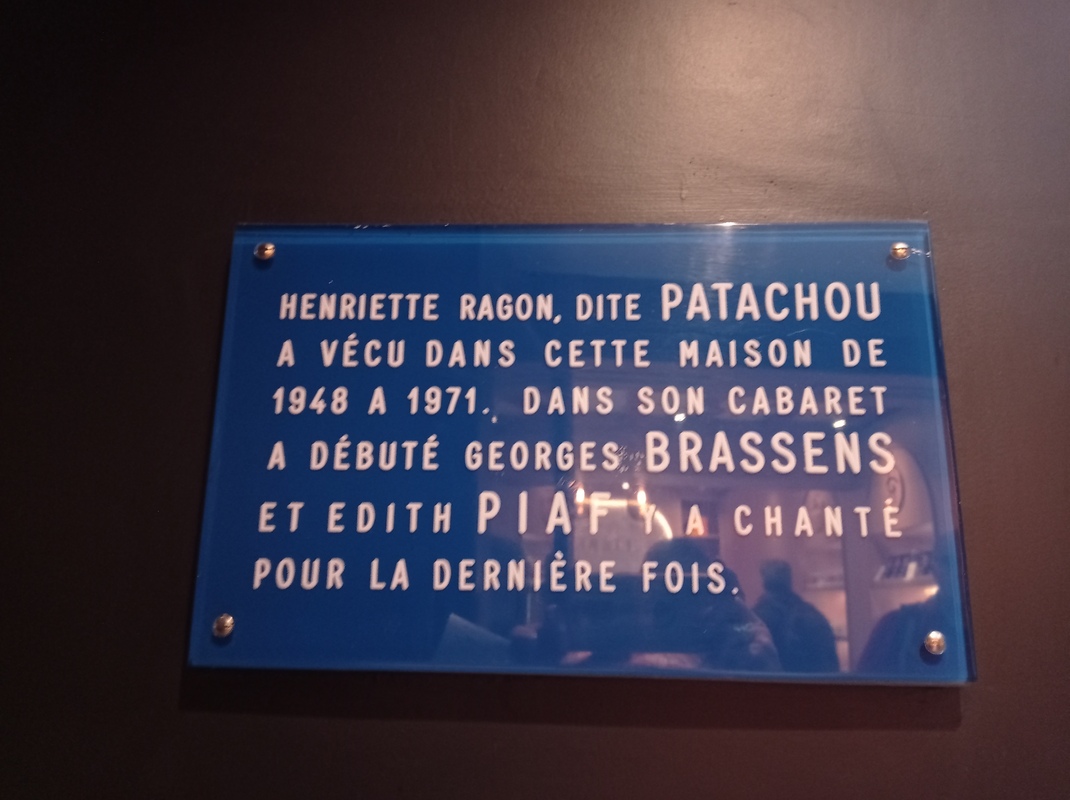 HENRIETTE RAGON, DITE PATACHOU
A VÉCU DANS CETTE MAISON DE
1948 A 1971. DANS SON CABARET
A DÉBUTÉ GEORGES BRASSENS
ET EDITH PIAF Y A CHANTÉ
POUR LA DERNIÈRE FOIS.